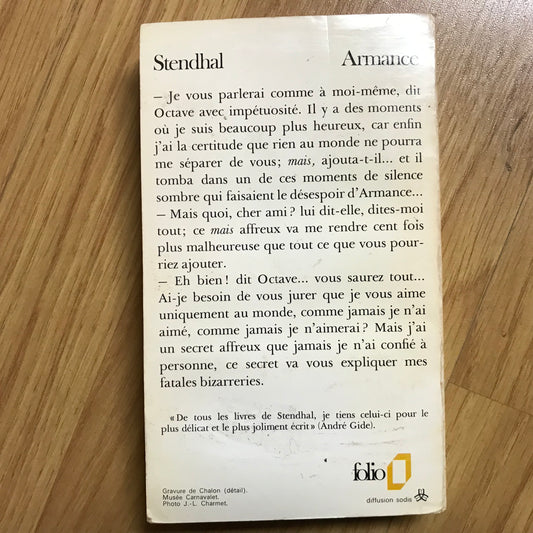 Stendhal Armance
— Je vous parlerai comme à moi-même, dit
Octave avec impétuosité. Il y a des moments
où je suis beaucoup plus heureux, car enfin
j'ai la certitude que rien au monde ne pourra
me séparer de vous; mais, ajouta-t-il... et il
tomba dans un de ces moments de silence
sombre qui faisaient le désespoir d'Armance...
— Mais quoi, cher ami? lui dit-elle, dites-moi
tout; ce mais affreux va me rendre cent fois
plus malheureuse que tout ce que vous pour-
riez ajouter.
— Eh bien! dit Octave... vous saurez tout...
Ai-je besoin de vous jurer que je vous aime
uniquement au monde, comme jamais je n'ai
aimé, comme jamais je n'aimerai? Mais j'ai
un secret affreux que jamais je n'ai confié à
personne, ce secret va vous expliquer mes
fatales bizarreries.
« De tous les livres de Stendhal, je tiens celui-ci pour le
plus délicat et le plus joliment écrit» (André Gide).
folio
Gravure de Chalon (détail).
Musée Carnavalet.
Photo J.-L. Charmet.
diffusion sodis